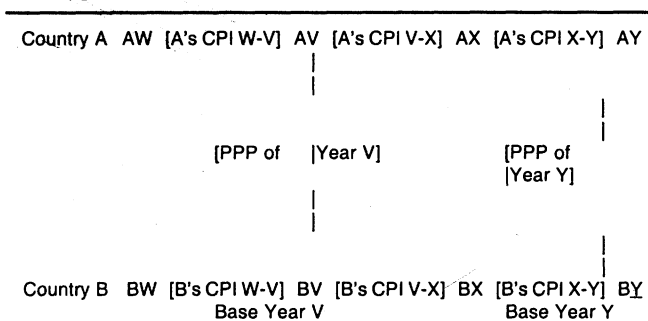 Country A AW [A's CPI W-V] AV [A's CPI V-X] AX [A's CPI X-Y] AY
[PPP of |Year V] [PPP of
|Year Y]
Country B BW [B's CPI W-V] BV [B's CPI V-X] BX [B's CPI X-Y] BY
Base Year V Base Year Y